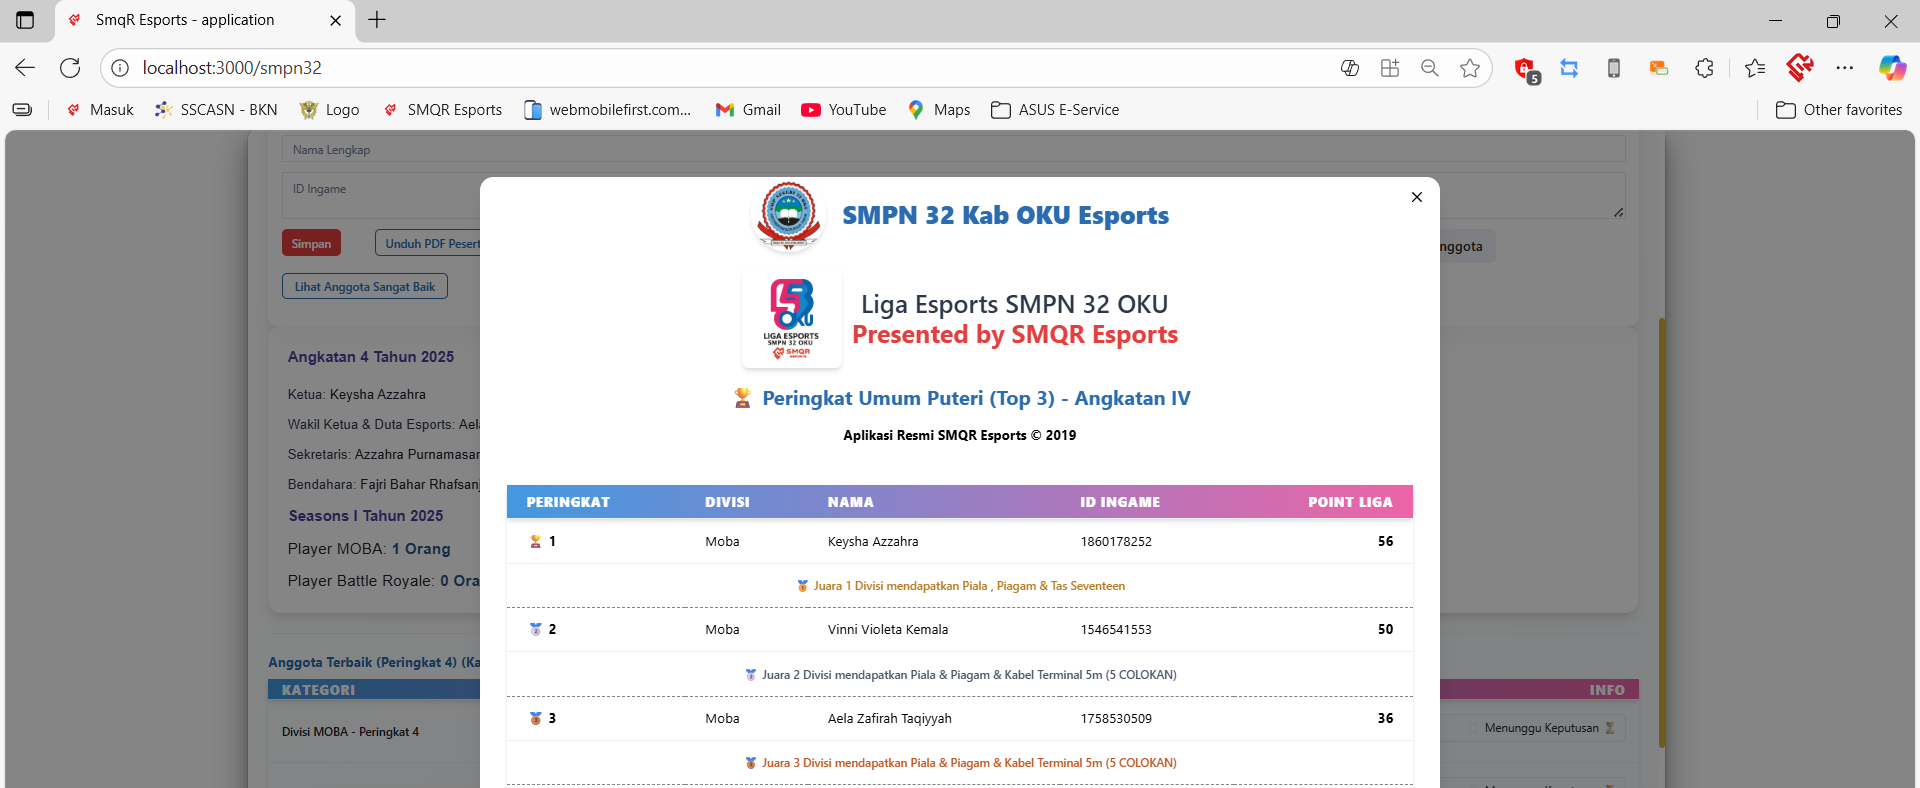 SmqR Esports - application
localhost:3000/smpn32
5
Masuk
SSCASN - BKN
Logo
SMQR Esports
webmobilefirst.com...
Gmail
YouTube
Maps
ASUS E-Service
Other favorites
Nama Lengkap
ID Ingame
Simpan
Unduh PDF Pesert
nggota
Lihat Anggota Sangat Baik
Angkatan 4 Tahun 2025
Ketua: Keysha Azzahra
Wakil Ketua & Duta Esports: Aela
Sekretaris: Azzahra Purnamasar
Bendahara: Fajri Bahar Rhafsanj
Seasons I Tahun 2025
Player MOBA: 1 Orang
Player Battle Royale: 0 Ora
Anggota Terbaik (Peringkat 4) (Ka
KATEGORI
INFO
Divisi MOBA - Peringkat 4
Menunggu Keputusan
SMPN 32 Kab OKU Esports
OKU
LIGA ESPORTS
SMPN 32 OKU
SMQR
ESPORTS
Liga Esports SMPN 32 OKU
Presented by SMQR Esports
Peringkat Umum Puteri (Top 3) - Angkatan IV
Aplikasi Resmi SMQR Esports © 2019
PERINGKAT DIVISI NAMA ID INGAME POINT LIGA
1 Moba Keysha Azzahra 1860178252 56
Juara 1 Divisi mendapatkan Piala , Piagam & Tas Seventeen
2 Moba Vinni Violeta Kemala 1546541553 50
Juara 2 Divisi mendapatkan Piala & Piagam & Kabel Terminal 5m (5 COLOKAN)
3 Moba Aela Zafirah Taqiyyah 1758530509 36
Juara 3 Divisi mendapatkan Piala & Piagam & Kabel Terminal 5m (5 COLOKAN)